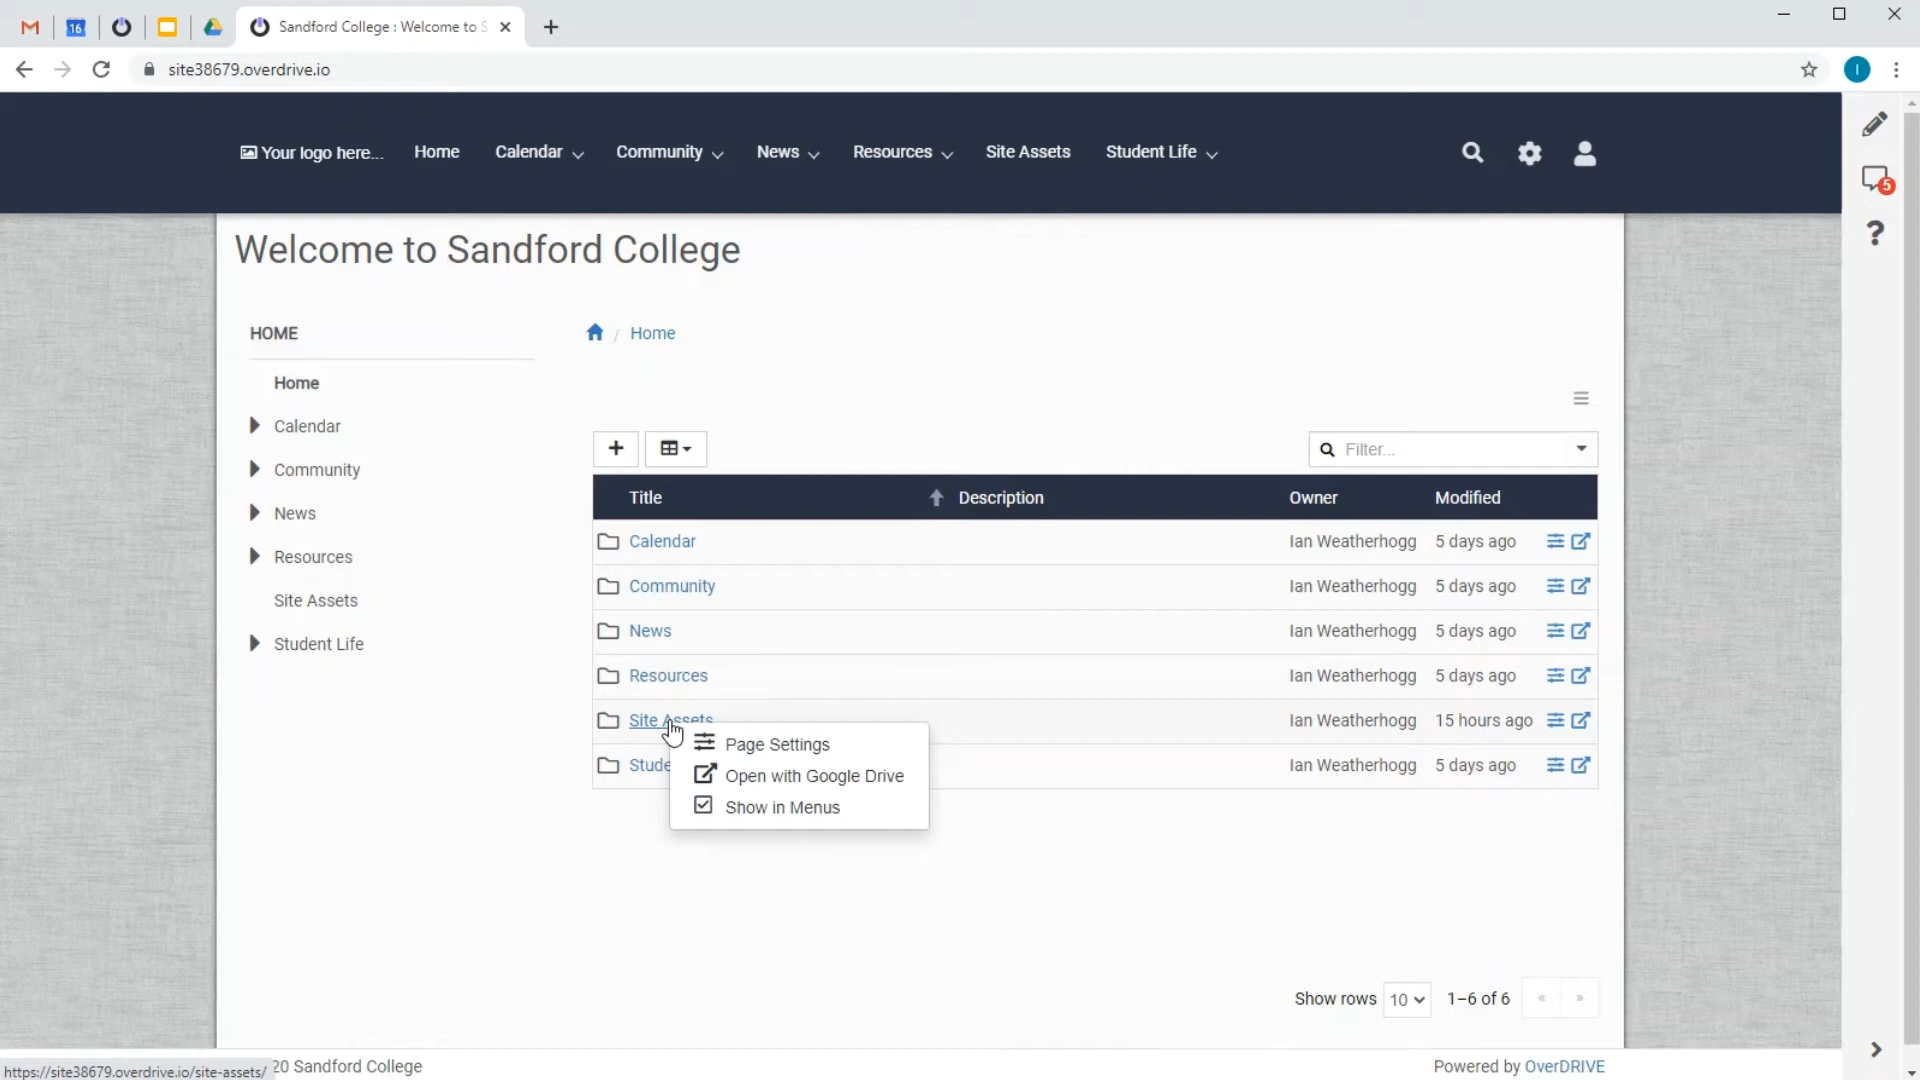 16
Sandford College : Welcome to S
site38679.overdrive.io
I
Your logo here...
Home
Calendar
Community
News
Resources
Site Assets
Student Life
5
Welcome to Sandford College
HOME
Home
Home
Calendar
Community
News
Resources
Site Assets
Student Life
Filter...
Title
Description
Owner
Modified
Calendar Ian Weatherhogg 5 days ago
Community Ian Weatherhogg 5 days ago
News Ian Weatherhogg 5 days ago
Resources Ian Weatherhogg 5 days ago
Site Assets Ian Weatherhogg 15 hours ago
Stude Ian Weatherhogg 5 days ago
Page Settings
Open with Google Drive
Show in Menus
Show rows 10 1–6 of 6 « »
https://site38679.overdrive.io/site-assets/
20 Sandford College
Powered by OverDRIVE